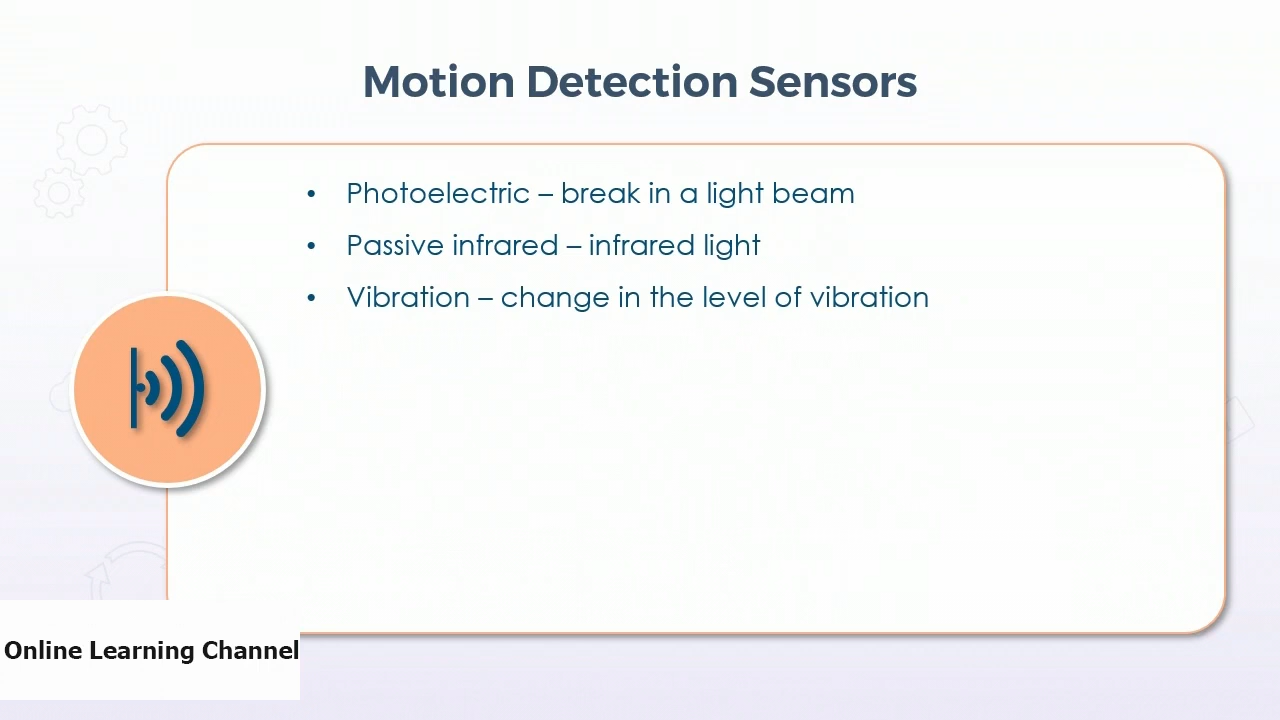 Motion Detection Sensors
• Photoelectric – break in a light beam
• Passive infrared – infrared light
• Vibration – change in the level of vibration
Online Learning Channel